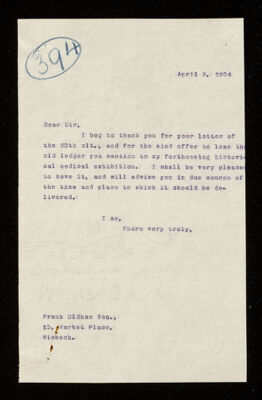 394
April 9, 1904
Dear Sir,
I beg to thank you for your letter of
the 20th ult., and for the kind offer to loan the
old ledger you mention to my forthcoming histori-
cal medical exhibition. I shall be very pleased
to have it, and will advise you in due course of
the time and place to which it should be de-
livered.
I am,
Yours very truly,
Frank Oldham Esq.,
10, Market Place,
Wisbech.